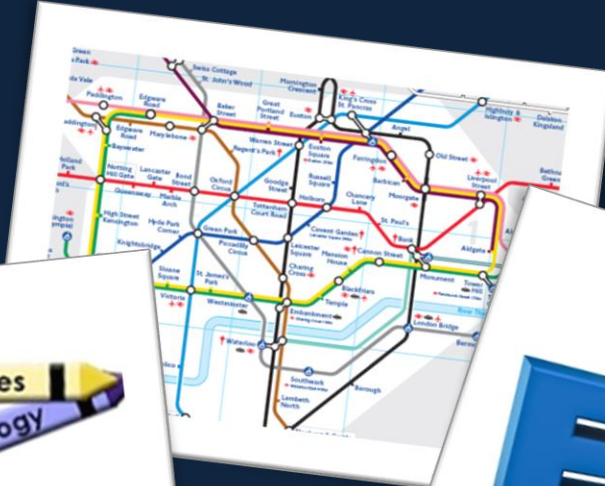 Swiss Cottage
St. John's Wood
Mornington
Crescent
King's Cross
St. Pancras
Highbury &
Islington
Dalston
Kingsland
Green
Park
da Vale
Paddington
Edgware
Road
Baker
Street
Great
Portland
Street
Euston
Angel
Old Street
addington
Edgware
Road
Marylebone
Warren Street
Regent's Park
Euston
Square
Farringdon
Liverpool
Street
Bethnal
Green
Bayswater
Barbican
Moorgate
Holland
Park
Notting
Hill Gate
Lancaster
Gate
Bond
Street
Oxford
Circus
Goodge
Street
Russell
Square
Chancery
Lane
Queensway
Marble
Arch
Tottenham
Court Road
Holborn
St. Paul's
High Street
Kensington
Hyde Park
Corner
Green Park
Covent Garden
Bank
Aldgate
Knightsbridge
Piccadilly
Circus
Leicester
Square
Mansion
House
Cannon Street
Sloane
Square
St. James's
Park
Charing
Cross
Blackfriars
Monument
Tower
Hill
Victoria
Westminster
Temple
Embankment
London Bridge
Waterloo
Southwark
Borough
Lambeth
North
es
ogy